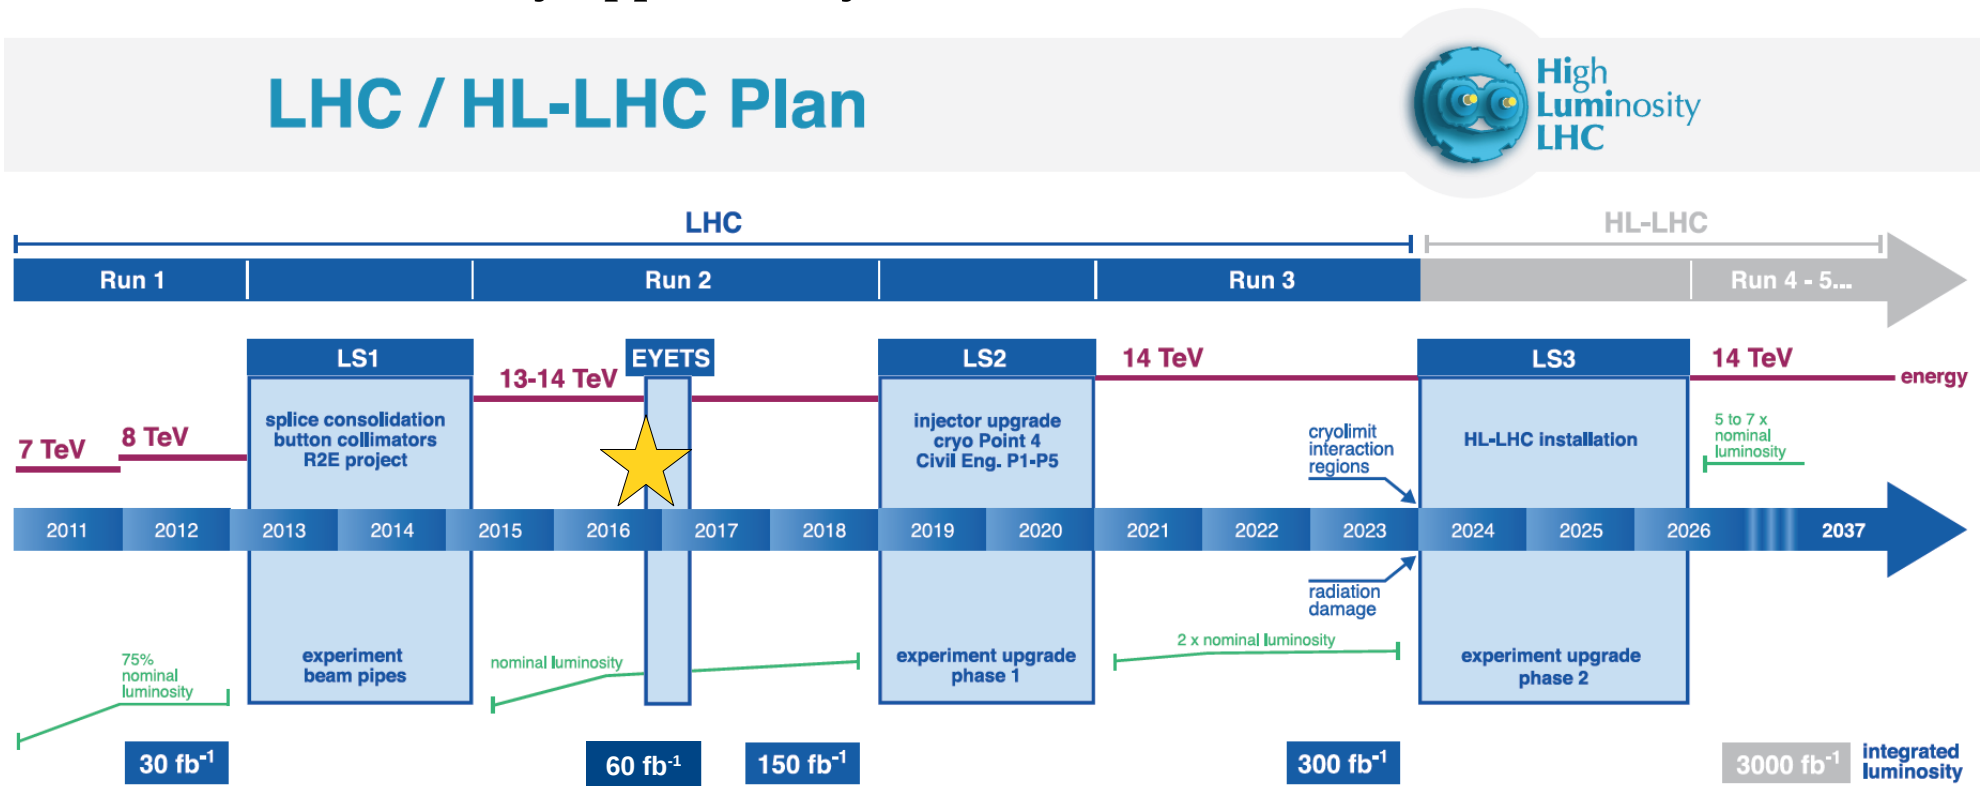 LHC / HL-LHC Plan
High
Luminosity
LHC
LHC
HL-LHC
Run 1
Run 2
Run 3
Run 4 - 5...
LS1
EYETS
LS2
LS3
14 TeV
14 TeV
13-14 TeV
energy
7 TeV
8 TeV
splice consolidation
button collimators
R2E project
injector upgrade
cryo Point 4
Civil Eng. P1-P5
cryolimit
interaction
regions
HL-LHC installation
5 to 7 x
nominal
luminosity
2011 2012 2013 2014 2015 2016 2017 2018 2019 2020 2021 2022 2023 2024 2025 2026 2037
radiation
damage
75%
nominal
luminosity
experiment
beam pipes
nominal luminosity
experiment upgrade
phase 1
2 x nominal luminosity
experiment upgrade
phase 2
30 fb⁻¹
60 fb⁻¹
150 fb⁻¹
300 fb⁻¹
3000 fb⁻¹
integrated
luminosity